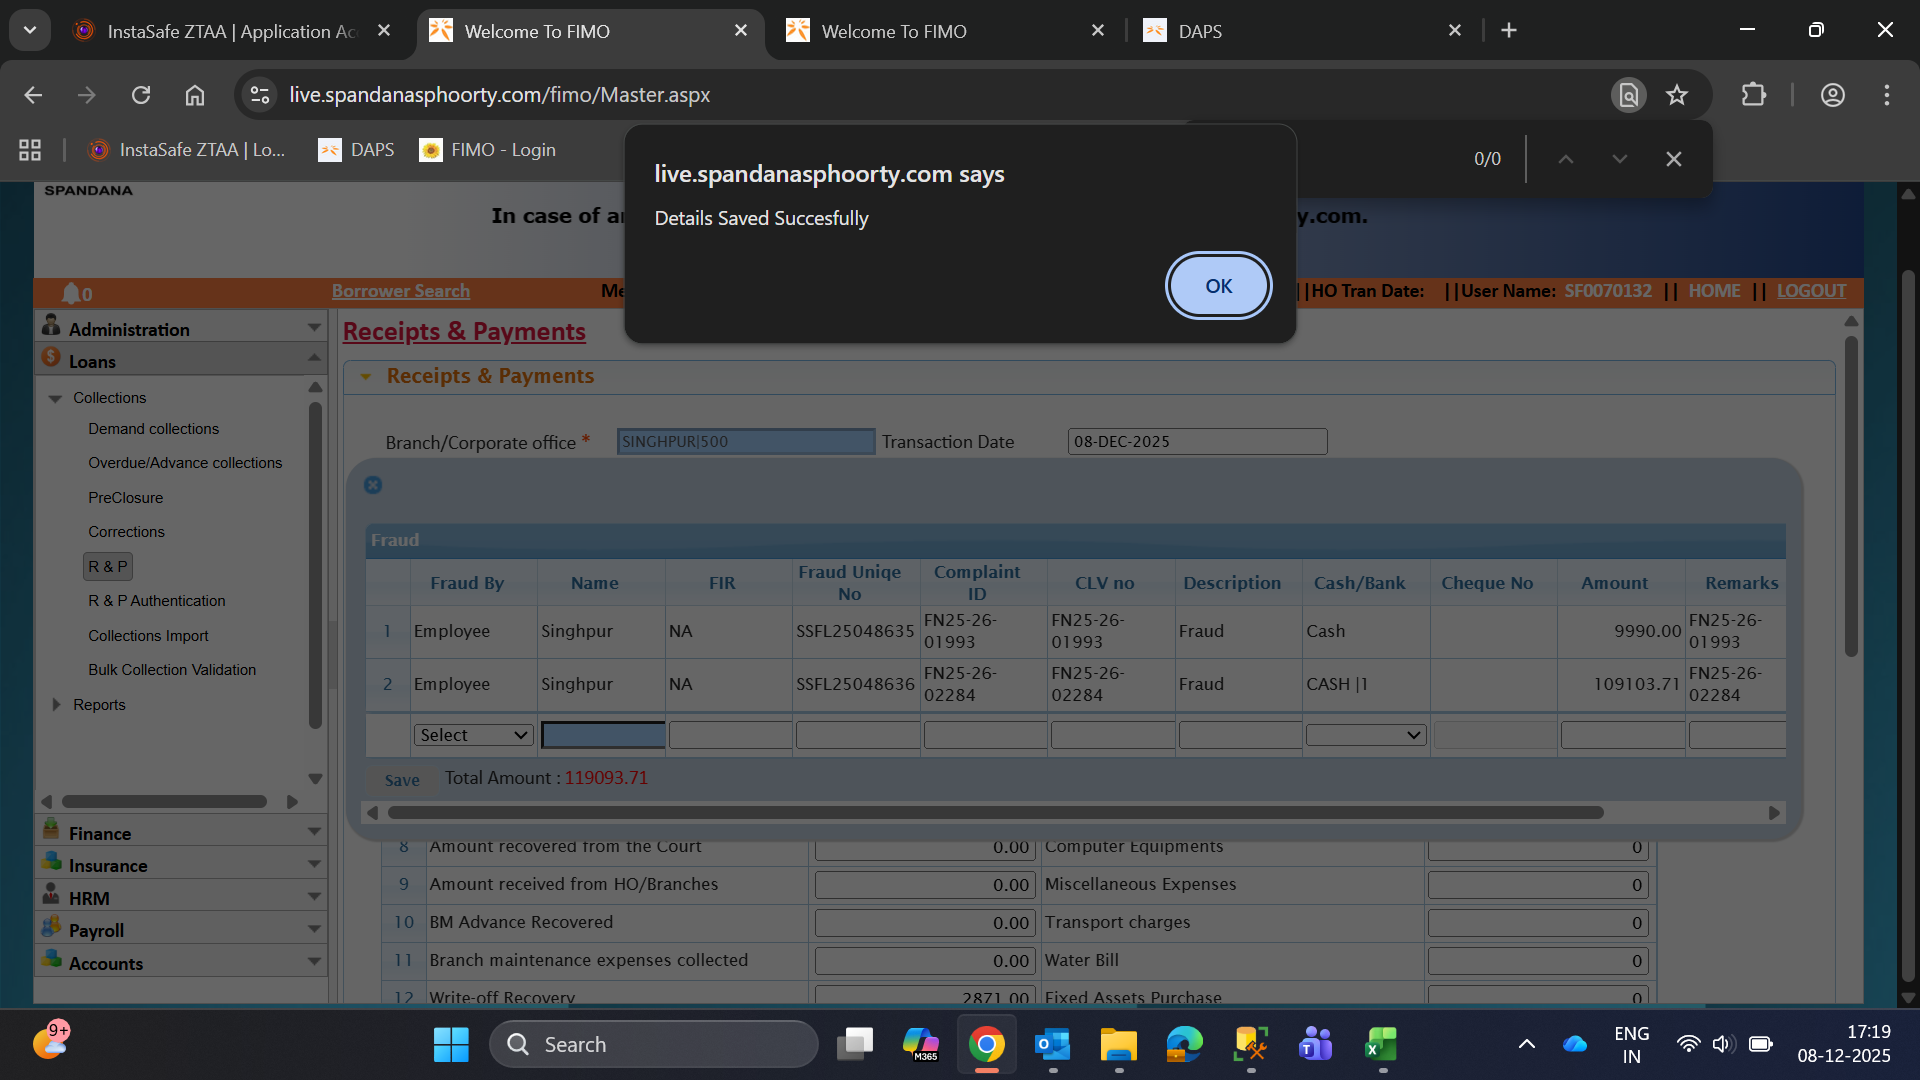 InstaSafe ZTAA | Application Ac
Welcome To FIMO
Welcome To FIMO
DAPS
live.spandanasphoorty.com/fimo/Master.aspx
InstaSafe ZTAA | Lo...
DAPS
FIMO - Login
0/0
live.spandanasphoorty.com says
Details Saved Succesfully
OK
SPANDANA
In case of
y.com.
0
Borrower Search
||HO Tran Date: ||User Name: SF0070132 || HOME || LOGOUT
Administration
Loans
Collections
Demand collections
Overdue/Advance collections
PreClosure
Corrections
R & P
R & P Authentication
Collections Import
Bulk Collection Validation
Reports
Finance
Insurance
HRM
Payroll
Accounts
Receipts & Payments
Receipts & Payments
Branch/Corporate office * SINGHPUR|500 Transaction Date 08-DEC-2025
Fraud
Fraud By Name FIR Fraud Uniqe No Complaint ID CLV no Description Cash/Bank Cheque No Amount Remarks
1 Employee Singhpur NA SSFL25048635 FN25-26-01993 FN25-26-01993 Fraud Cash 9990.00 FN25-26-01993
2 Employee Singhpur NA SSFL25048636 FN25-26-02284 FN25-26-02284 Fraud CASH |1 109103.71 FN25-26-02284
Select
Save Total Amount : 119093.71
8 Amount recovered from the Court 0.00 Computer Equipments 0
9 Amount received from HO/Branches 0.00 Miscellaneous Expenses 0
10 BM Advance Recovered 0.00 Transport charges 0
11 Branch maintenance expenses collected 0.00 Water Bill 0
12 Write-off Recovery 2871.00 Fixed Assets Purchase 0
9+
Search
M365
ENG
IN
17:19
08-12-2025